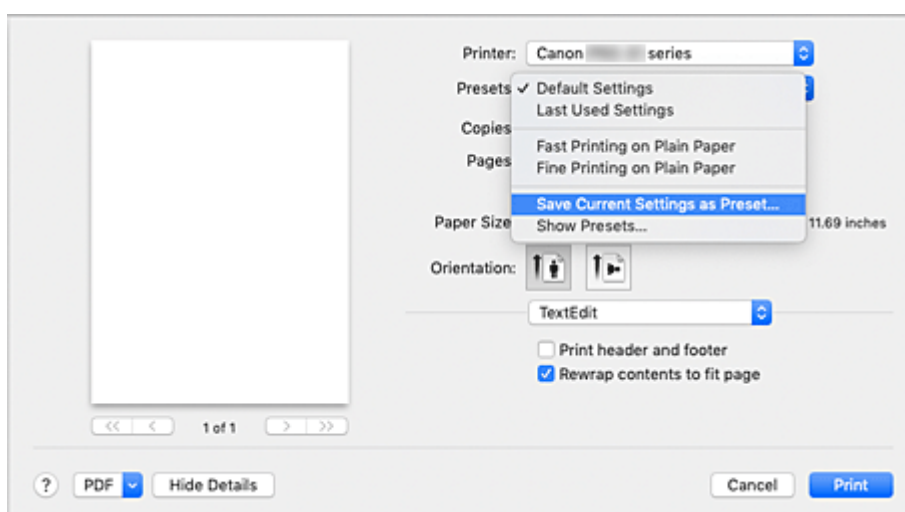 Printer: Canon series
Presets ✓ Default Settings
Last Used Settings
Copies
Fast Printing on Plain Paper
Pages
Fine Printing on Plain Paper
Save Current Settings as Preset...
Paper Size
Show Presets...
11.69 inches
Orientation:
TextEdit
Print header and footer
Rewrap contents to fit page
<< < 1 of 1 > >>
? PDF Hide Details Cancel Print